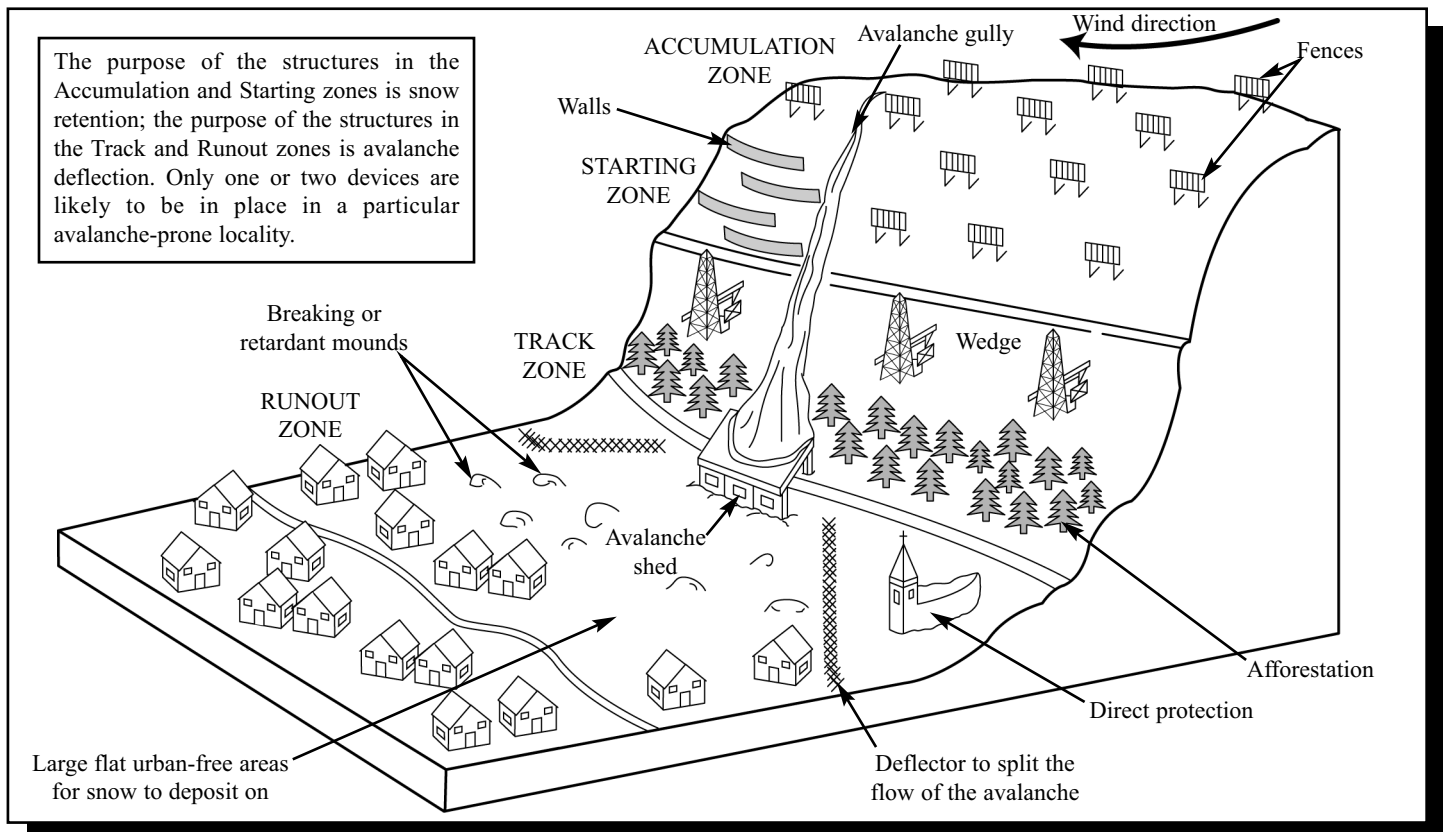 The purpose of the structures in the
Accumulation and Starting zones is snow
retention; the purpose of the structures in
the Track and Runout zones is avalanche
deflection. Only one or two devices are
likely to be in place in a particular
avalanche-prone locality.
ACCUMULATION
ZONE
Avalanche gully
Wind direction
Fences
Walls
STARTING
ZONE
Breaking or
retardant mounds
TRACK
ZONE
Wedge
RUNOUT
ZONE
Avalanche
shed
Afforestation
Direct protection
Large flat urban-free areas
for snow to deposit on
Deflector to split the
flow of the avalanche